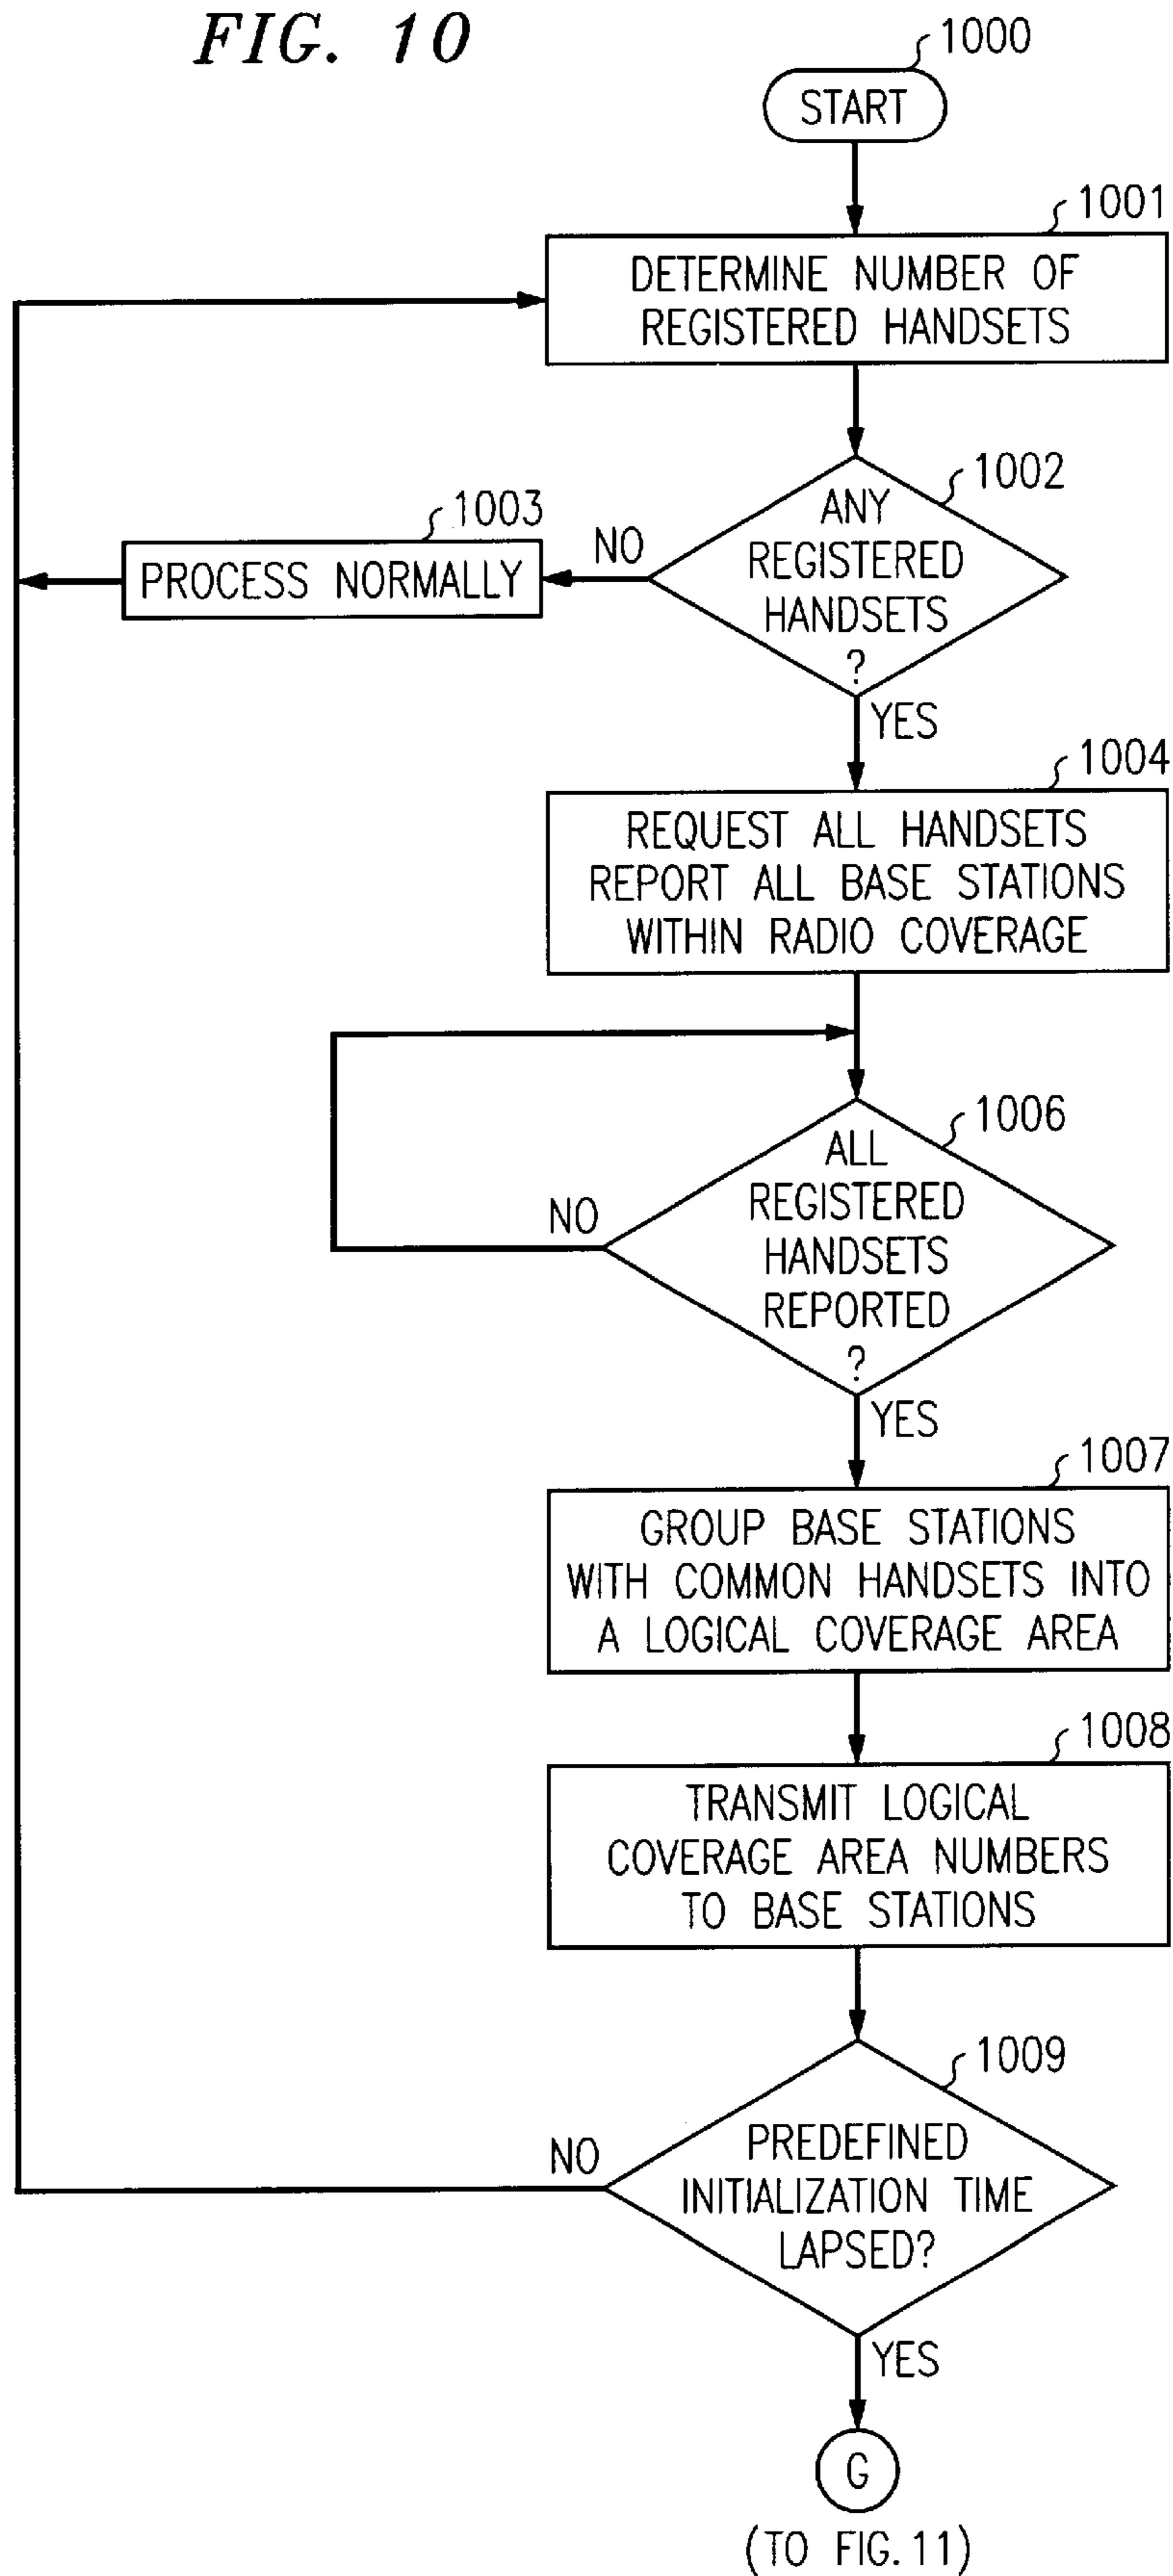 FIG. 10
1000
START
1001
DETERMINE NUMBER OF
REGISTERED HANDSETS
1002
ANY
REGISTERED
HANDSETS
?
NO
1003
PROCESS NORMALLY
YES
1004
REQUEST ALL HANDSETS
REPORT ALL BASE STATIONS
WITHIN RADIO COVERAGE
1006
ALL
REGISTERED
HANDSETS
REPORTED
?
NO
YES
1007
GROUP BASE STATIONS
WITH COMMON HANDSETS INTO
A LOGICAL COVERAGE AREA
1008
TRANSMIT LOGICAL
COVERAGE AREA NUMBERS
TO BASE STATIONS
1009
PREDEFINED
INITIALIZATION TIME
LAPSED?
NO
YES
G
(TO FIG. 11)